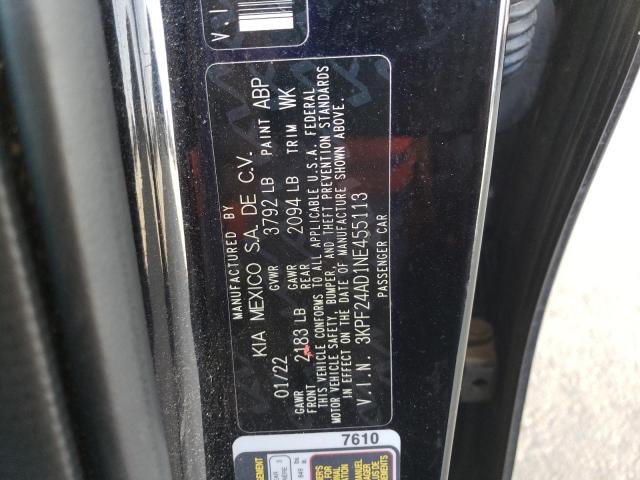 V.I
MANUFACTURED BY
KIA MEXICO S.A. DE C.V.
01/22 GVWR 3792 LB PAINT ABP
GAWR FRONT 2183 LB GAWR REAR 2094 LB TRIM WK
THIS VEHICLE CONFORMS TO ALL APPLICABLE U.S.A. FEDERAL
MOTOR VEHICLE SAFETY, BUMPER, AND THEFT PREVENTION STANDARDS
IN EFFECT ON THE DATE OF MANUFACTURE SHOWN ABOVE.
V.I.N. 3KPF24AD1NE455113
PASSENGER CAR
7610